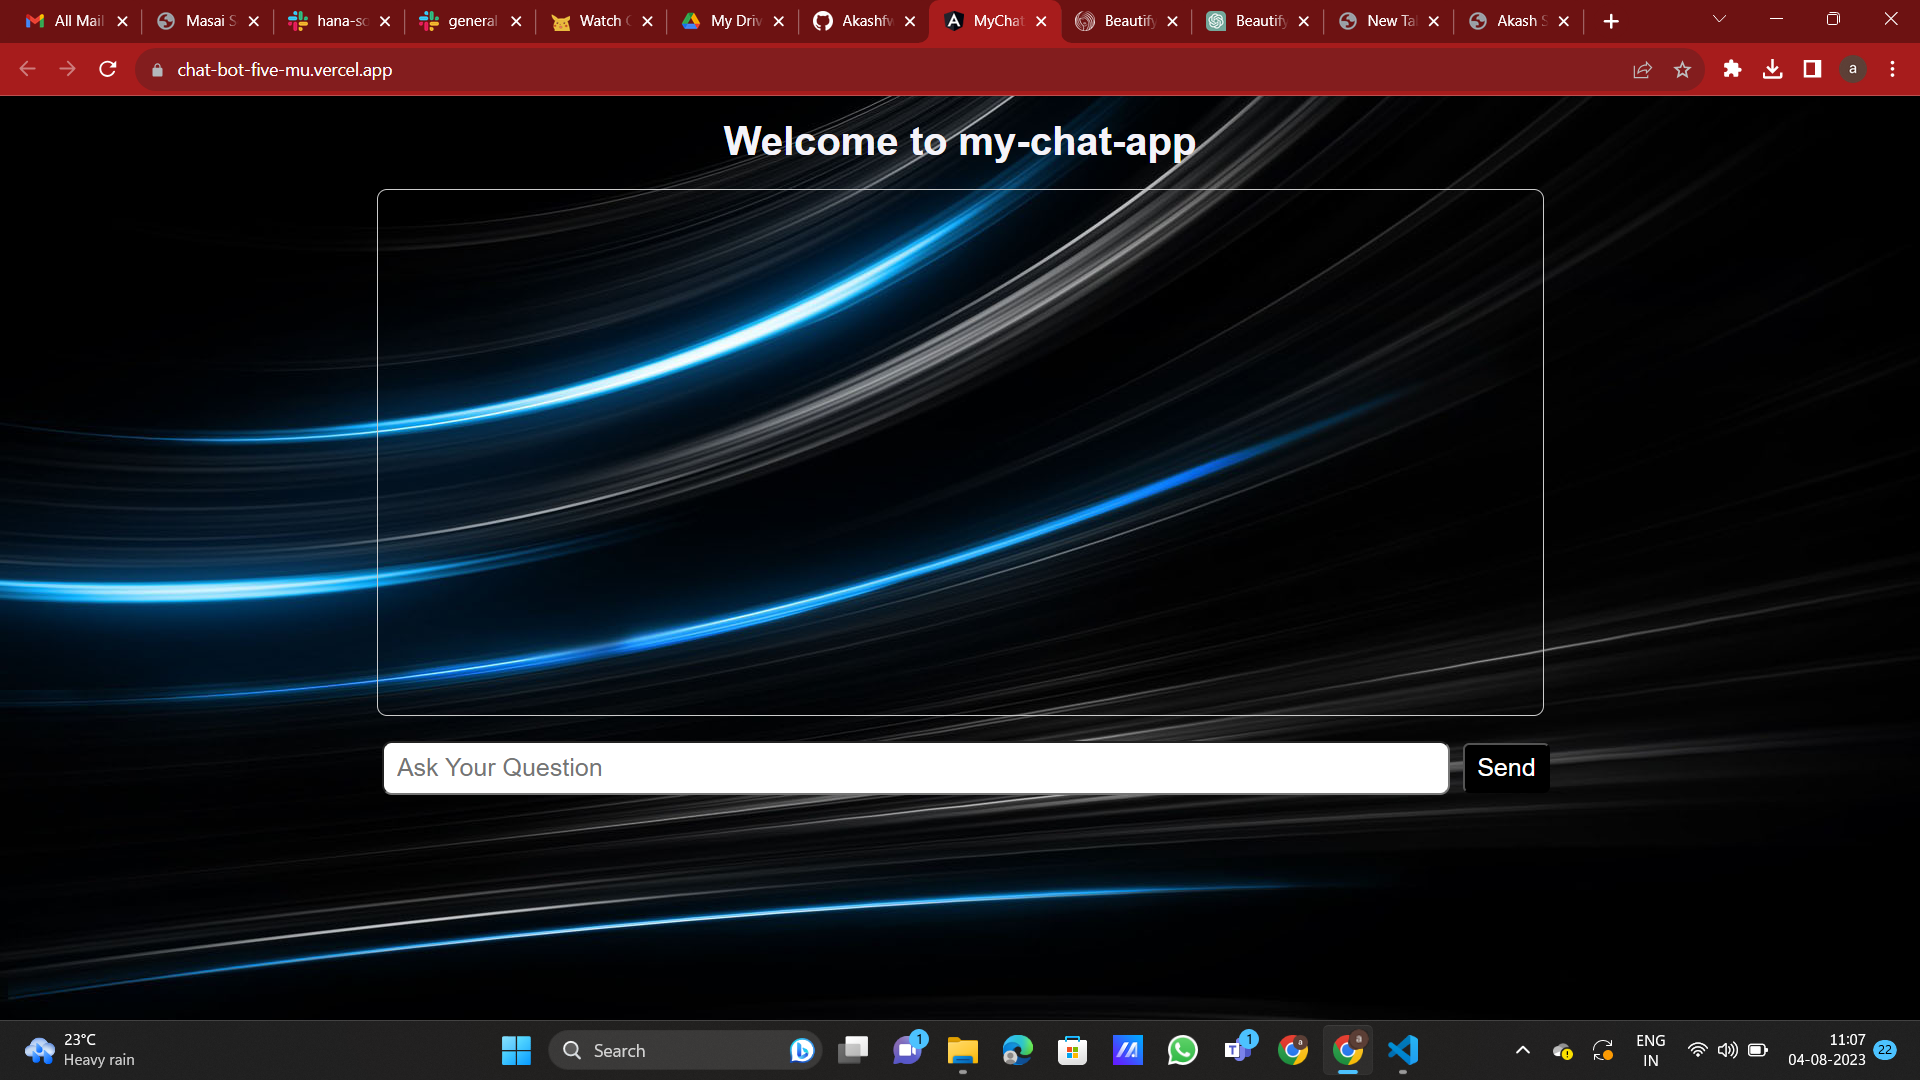 All Mail
Masai S
hana-so
general
Watch
My Driv
Akashfw
MyChat
Beautify
Beautify
New Ta
Akash S
chat-bot-five-mu.vercel.app
a
Welcome to my-chat-app
Ask Your Question
Send
23°C
Heavy rain
Search
1
1
a
a
ENG
IN
11:07
04-08-2023
22